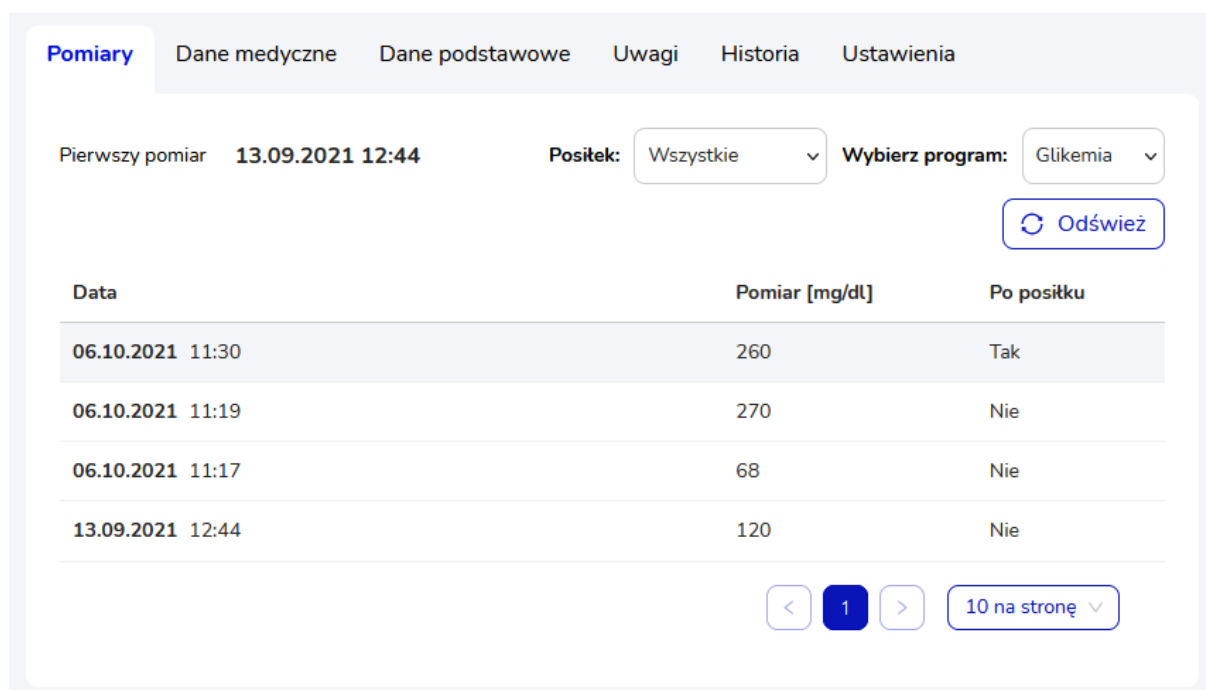 Pomiary Dane medyczne Dane podstawowe Uwagi Historia Ustawienia
Pierwszy pomiar 13.09.2021 12:44 Posiłek: Wszystkie Wybierz program: Glikemia
Odśwież
Data Pomiar [mg/dl] Po posiłku
06.10.2021 11:30 260 Tak
06.10.2021 11:19 270 Nie
06.10.2021 11:17 68 Nie
13.09.2021 12:44 120 Nie
< 1 > 10 na stronę